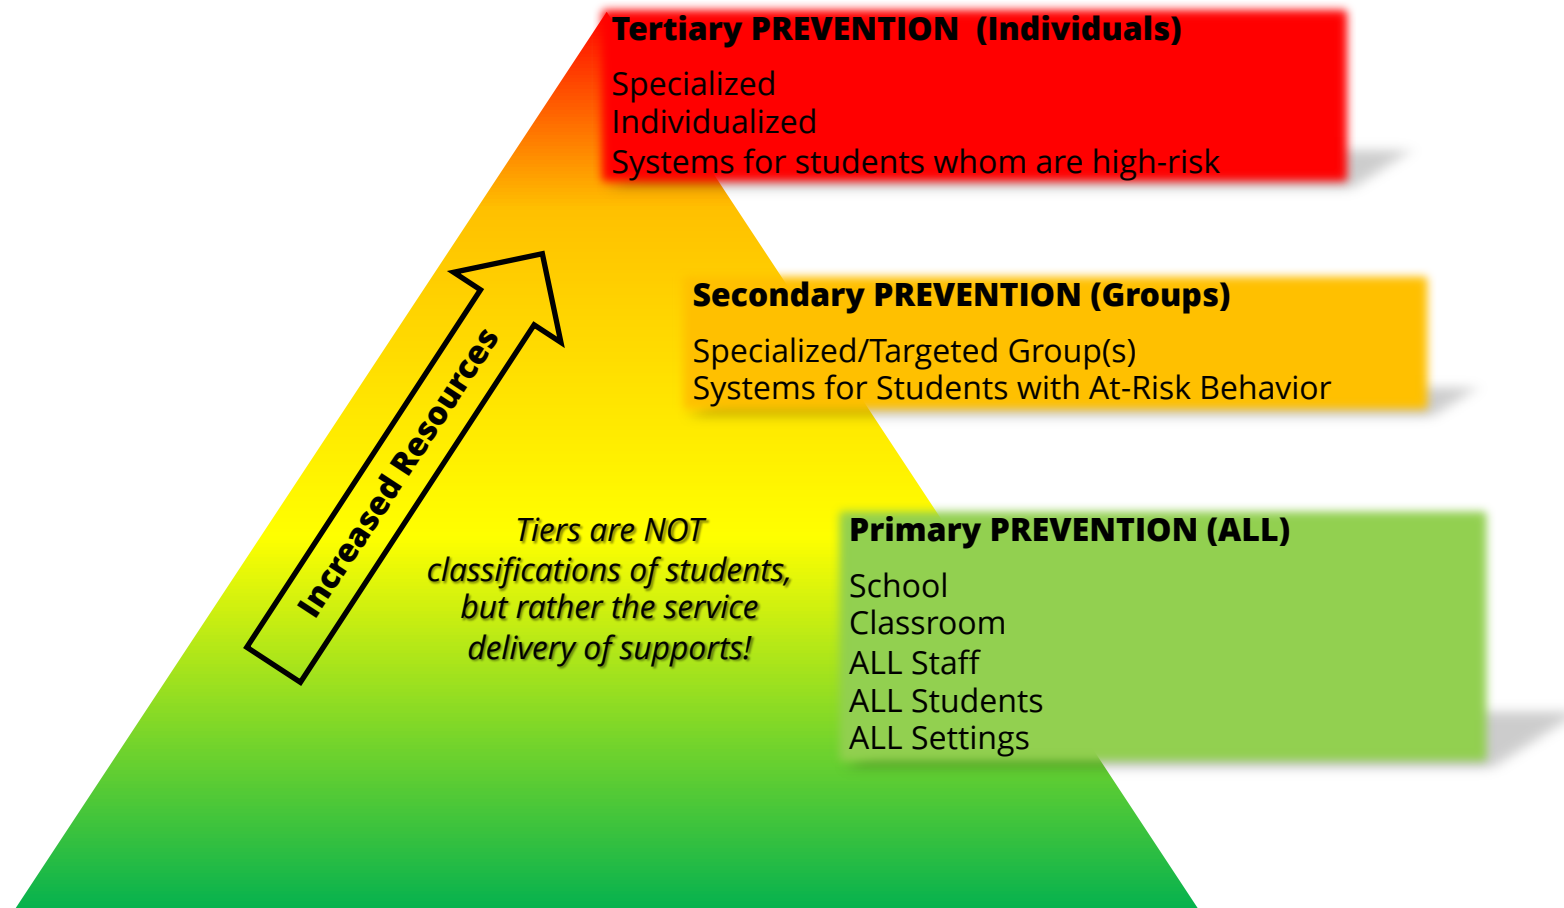 Tertiary PREVENTION (Individuals)
Specialized
Individualized
Systems for students whom are high-risk
Secondary PREVENTION (Groups)
Specialized/Targeted Group(s)
Systems for Students with At-Risk Behavior
Increased Resources
Tiers are NOT
classifications of students,
but rather the service
delivery of supports!
Primary PREVENTION (ALL)
School
Classroom
ALL Staff
ALL Students
ALL Settings